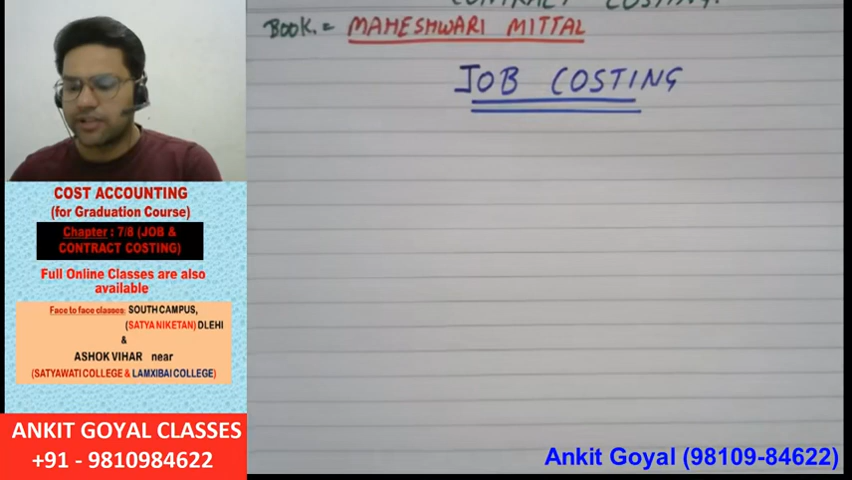 CONTRACT COSTING.
BOOK. = MAHESHWARI MITTAL
JOB COSTING
COST ACCOUNTING
(for Graduation Course)
Chapter : 7/8 (JOB &
CONTRACT COSTING)
Full Online Classes are also
available
Face to face classes: SOUTH CAMPUS,
(SATYA NIKETAN) DLEHI
&
ASHOK VIHAR near
(SATYAWATI COLLEGE & LAMXIBAI COLLEGE)
ANKIT GOYAL CLASSES
+91 - 9810984622
Ankit Goyal (98109-84622)